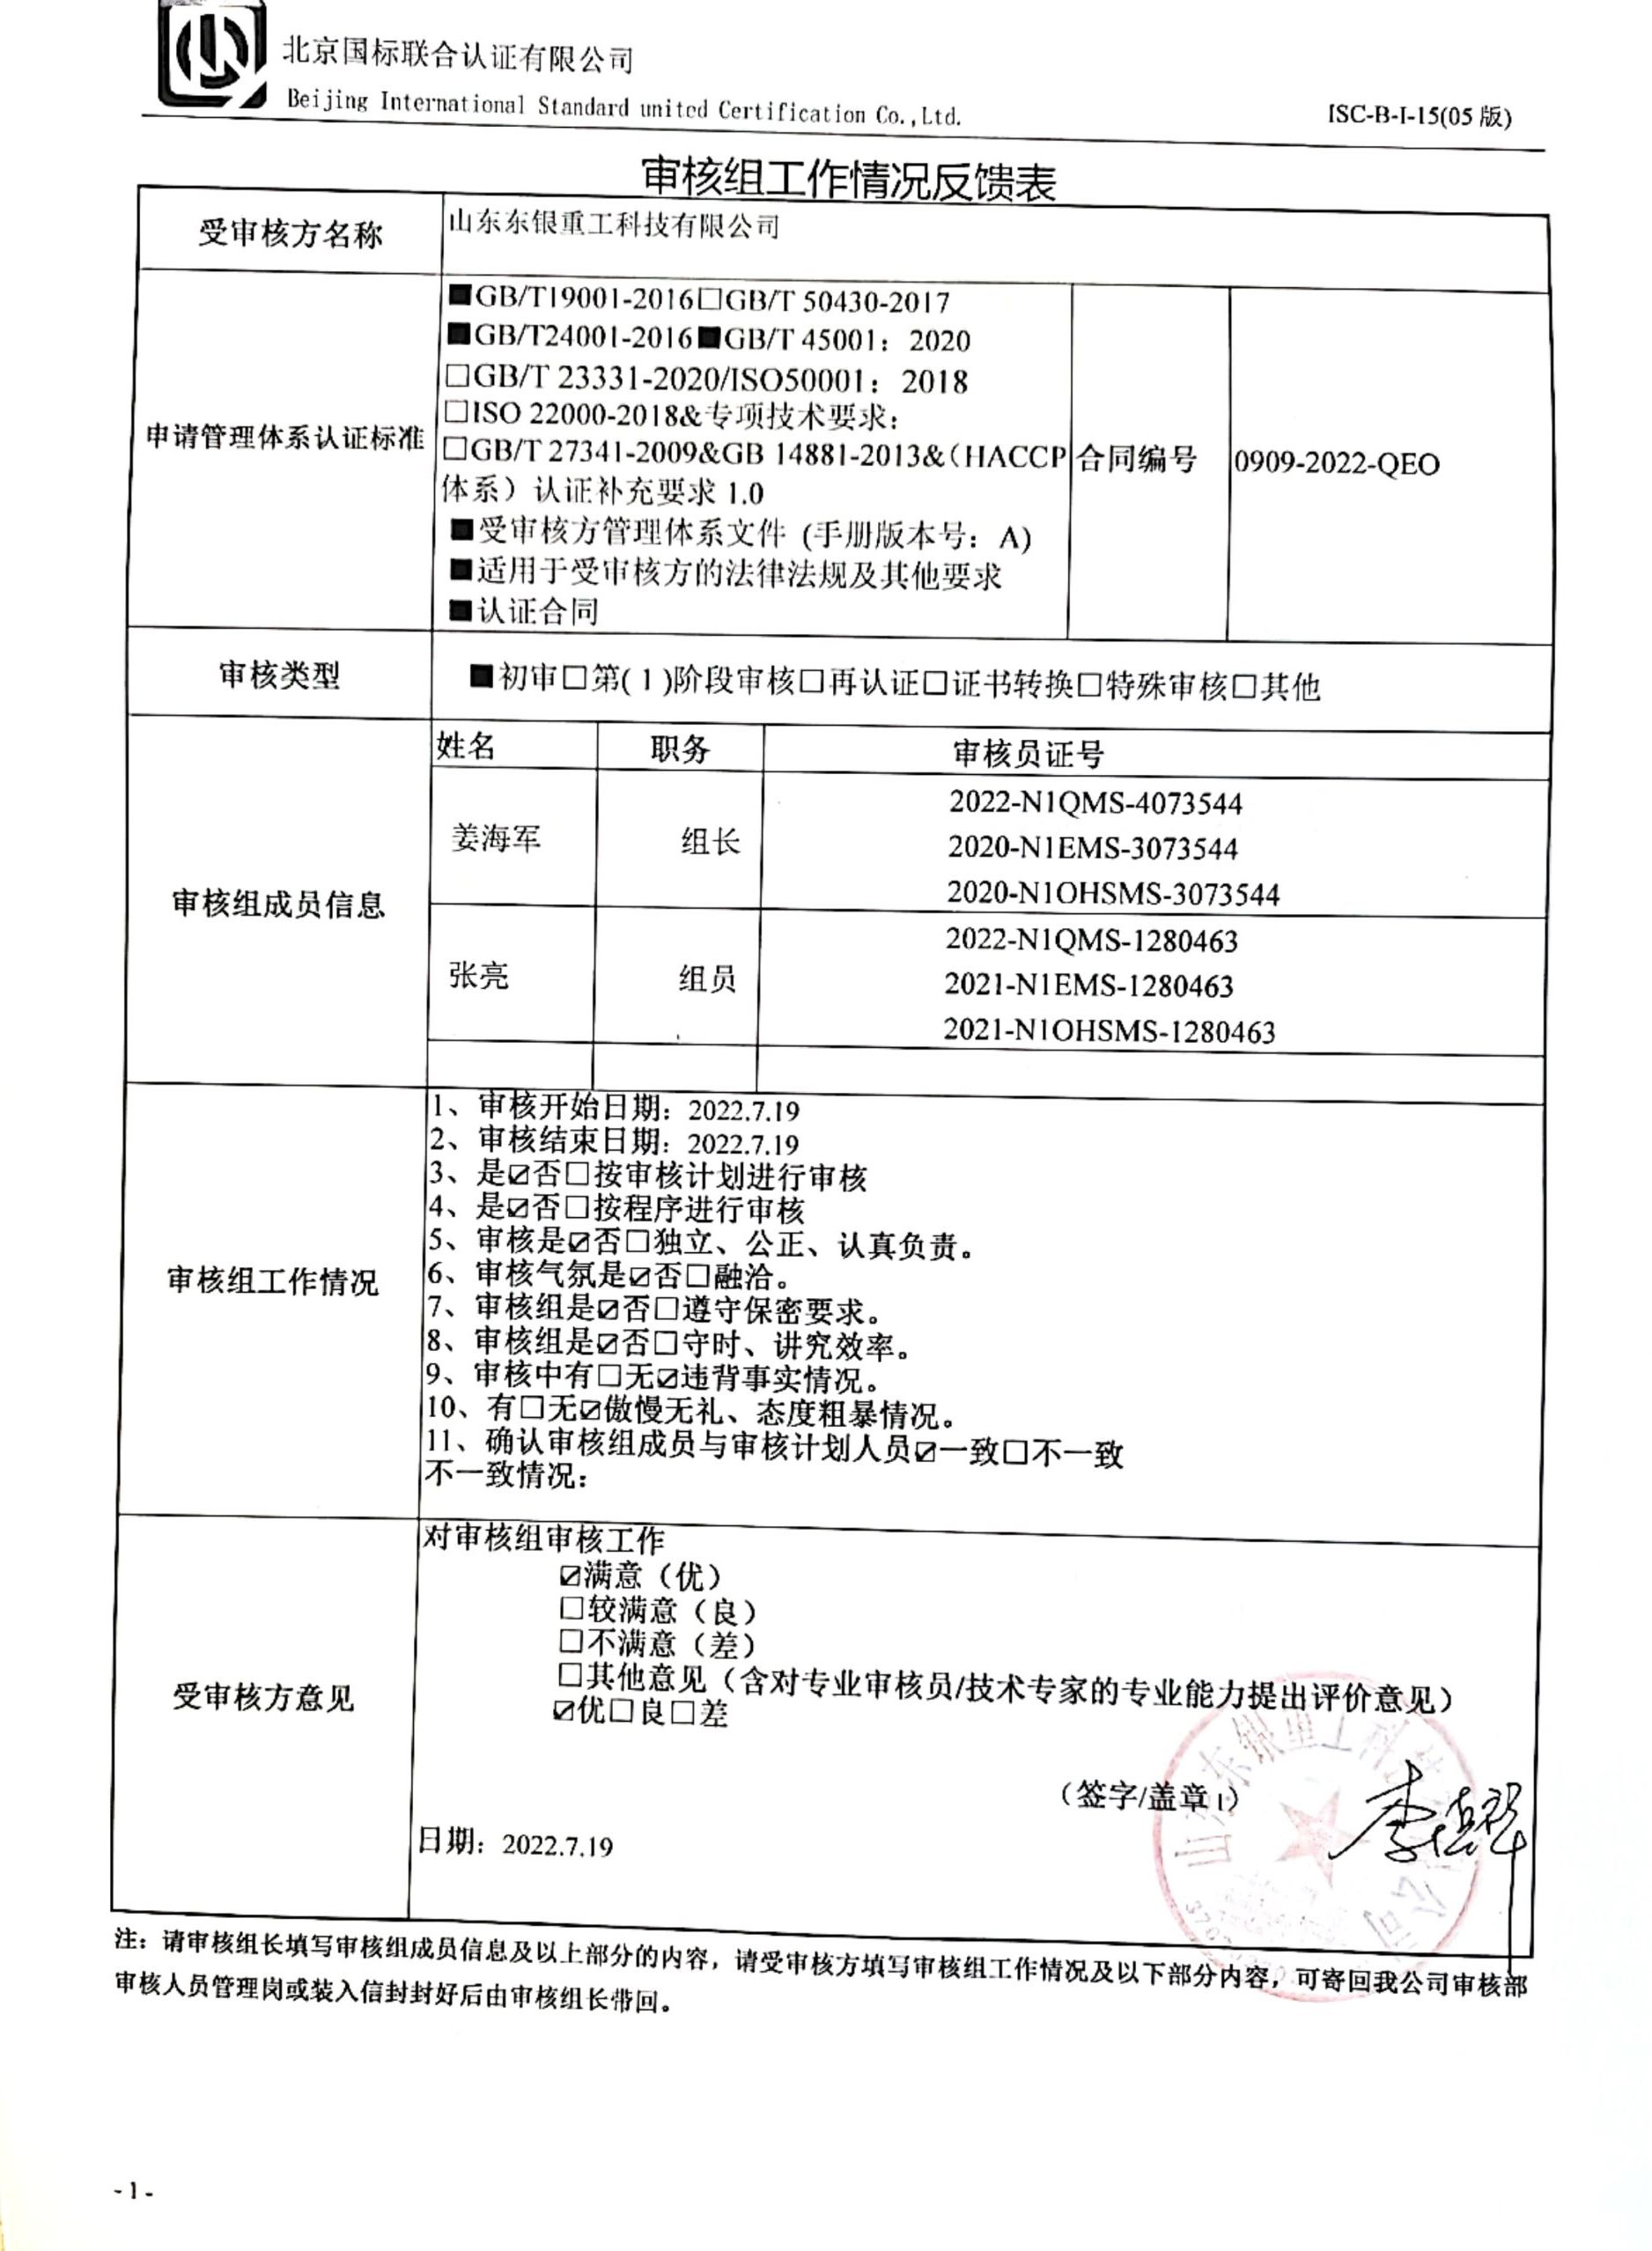 北京国标联合认证有限公司
Beijing International Standard united Certification Co.,Ltd.
ISC-B-I-15(05 版)
审核组工作情况反馈表
受审核方名称
山东东银重工科技有限公司
申请管理体系认证标准
■GB/T19001-2016□GB/T 50430-2017
■GB/T24001-2016■GB/T 45001：2020
□GB/T 23331-2020/ISO50001：2018
□ISO 22000-2018&专项技术要求：
□GB/T 27341-2009&GB 14881-2013&（HACCP
体系）认证补充要求 1.0
■受审核方管理体系文件 (手册版本号：A)
■适用于受审核方的法律法规及其他要求
■认证合同
合同编号
0909-2022-QEO
审核类型
■初审□第( 1 )阶段审核□再认证□证书转换□特殊审核□其他
审核组成员信息
姓名 职务 审核员证号
姜海军 组长
2022-N1QMS-4073544
2020-N1EMS-3073544
2020-N1OHSMS-3073544
张亮 组员
2022-N1QMS-1280463
2021-N1EMS-1280463
2021-N1OHSMS-1280463
审核组工作情况
1、审核开始日期：2022.7.19
2、审核结束日期：2022.7.19
3、是☑否□按审核计划进行审核
4、是☑否□按程序进行审核
5、审核是☑否□独立、公正、认真负责。
6、审核气氛是☑否□融洽。
7、审核组是☑否□遵守保密要求。
8、审核组是☑否□守时、讲究效率。
9、审核中有□无☑违背事实情况。
10、有□无☑傲慢无礼、态度粗暴情况。
11、确认审核组成员与审核计划人员☑一致□不一致
不一致情况：
受审核方意见
对审核组审核工作
☑满意（优）
□较满意（良）
□不满意（差）
□其他意见（含对专业审核员/技术专家的专业能力提出评价意见）
☑优□良□差
（签字/盖章）
日期：2022.7.19
山东东银重工科技有限公司
注：请审核组长填写审核组成员信息及以上部分的内容，请受审核方填写审核组工作情况及以下部分内容，可寄回我公司审核部
审核人员管理岗或装入信封封好后由审核组长带回。
- 1 -